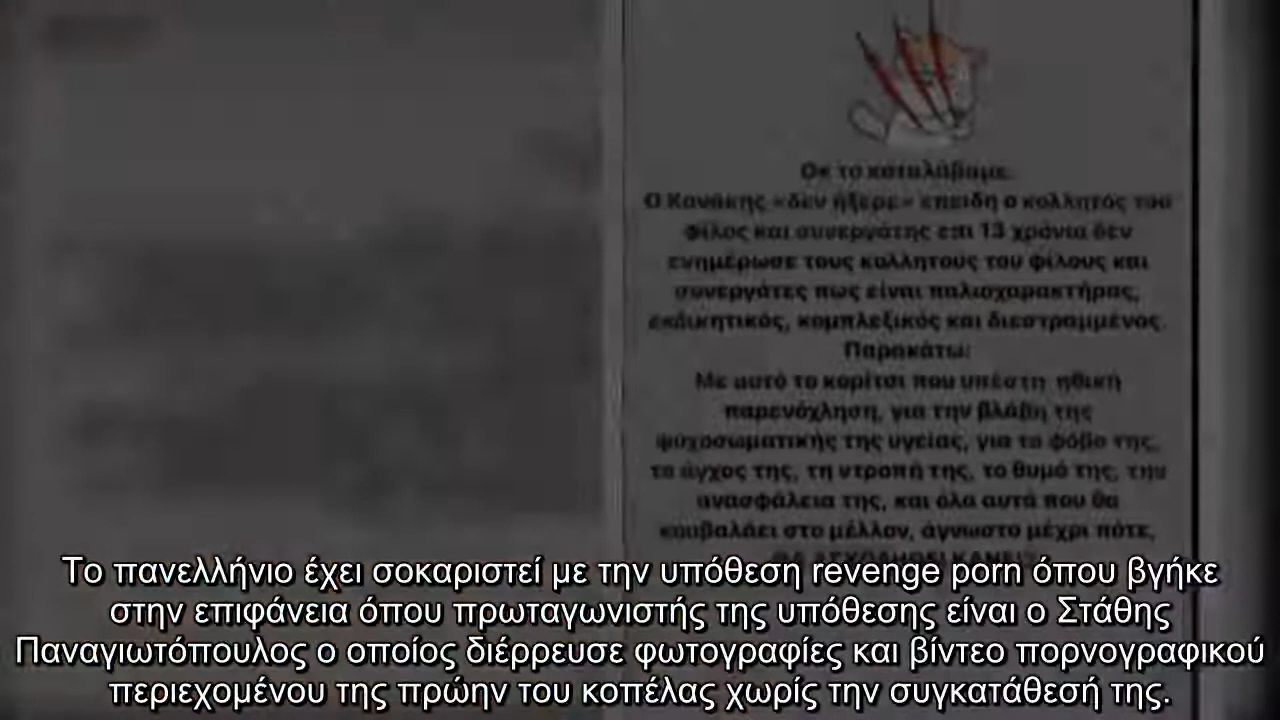 Οκ το καταλάβαμε.
Ο Κανάκης «δεν ήξερε» επειδη ο κολλητός του
φίλος και συνεργάτης επι 13 χρόνια δεν
ενημέρωσε τους κολλητους του φίλους και
συνεργάτες πως είναι παλιοχαρακτήρας,
εκδικητικός, κομπλεξικός και διεστραμμένος.
Παρακάτω:
Με αυτό το κορίτσι που υπέστη ηθικη
παρενόχληση, για την βλάβη της
ψυχοσωματικής της υγείας, για το φόβο της,
το άγχος της, τη ντροπή της, το θυμό της, την
ανασφάλεια της, και όλα αυτά που θα
κουβαλάει στο μέλλον, άγνωστο μέχρι πότε,
Το πανελλήνιο έχει σοκαριστεί με την υπόθεση revenge porn όπου βγήκε
στην επιφάνεια όπου πρωταγωνιστής της υπόθεσης είναι ο Στάθης
Παναγιωτόπουλος ο οποίος διέρρευσε φωτογραφίες και βίντεο πορνογραφικού
περιεχομένου της πρώην του κοπέλας χωρίς την συγκατάθεσή της.